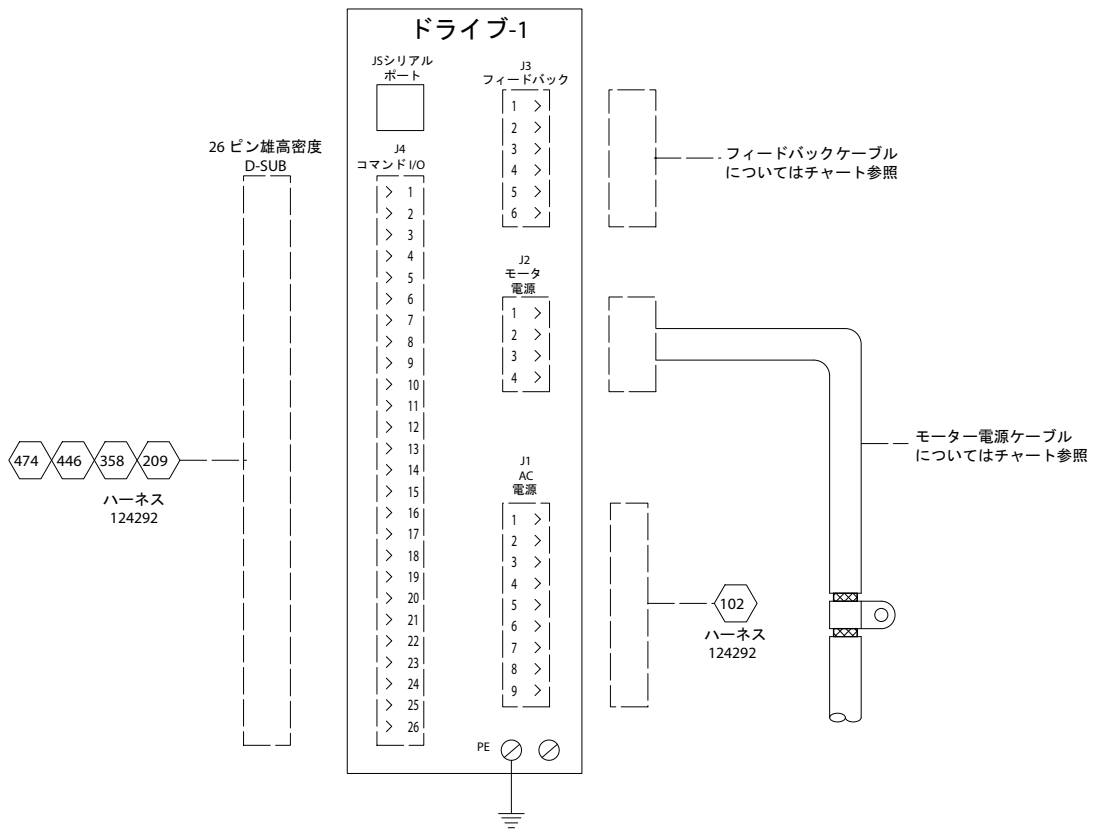 ドライブ-1
JSシリアル
ポート
J3
フィードバック
1
2
3
4
5
6
26 ピン雄高密度
D-SUB
J4
コマンド I/O
1
2
3
4
5
6
7
8
9
10
11
12
13
14
15
16
17
18
19
20
21
22
23
24
25
26
フィードバックケーブル
についてはチャート参照
J2
モータ
電源
1
2
3
4
モーター電源ケーブル
についてはチャート参照
474 446 358 209
ハーネス
124292
J1
AC
電源
1
2
3
4
5
6
7
8
9
102
ハーネス
124292
PE